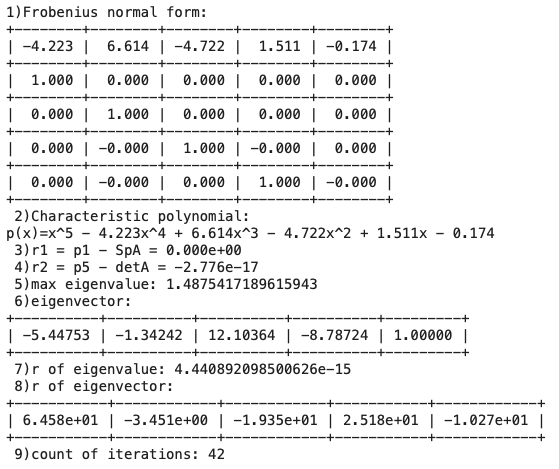 1)Frobenius normal form:
+--------+--------+--------+--------+--------+
| -4.223 | 6.614 | -4.722 | 1.511 | -0.174 |
+--------+--------+--------+--------+--------+
| 1.000 | 0.000 | 0.000 | 0.000 | 0.000 |
+--------+--------+--------+--------+--------+
| 0.000 | 1.000 | 0.000 | 0.000 | 0.000 |
+--------+--------+--------+--------+--------+
| 0.000 | -0.000 | 1.000 | -0.000 | 0.000 |
+--------+--------+--------+--------+--------+
| 0.000 | -0.000 | 0.000 | 1.000 | -0.000 |
+--------+--------+--------+--------+--------+
2)Characteristic polynomial:
p(x)=x^5 - 4.223x^4 + 6.614x^3 - 4.722x^2 + 1.511x - 0.174
3)r1 = p1 - SpA = 0.000e+00
4)r2 = p5 - detA = -2.776e-17
5)max eigenvalue: 1.4875417189615943
6)eigenvector:
+----------+----------+----------+----------+---------+
| -5.44753 | -1.34242 | 12.10364 | -8.78724 | 1.00000 |
+----------+----------+----------+----------+---------+
7)r of eigenvalue: 4.440892098500626e-15
8)r of eigenvector:
+-----------+------------+------------+-----------+------------+
| 6.458e+01 | -3.451e+00 | -1.935e+01 | 2.518e+01 | -1.027e+01 |
+-----------+------------+------------+-----------+------------+
9)count of iterations: 42